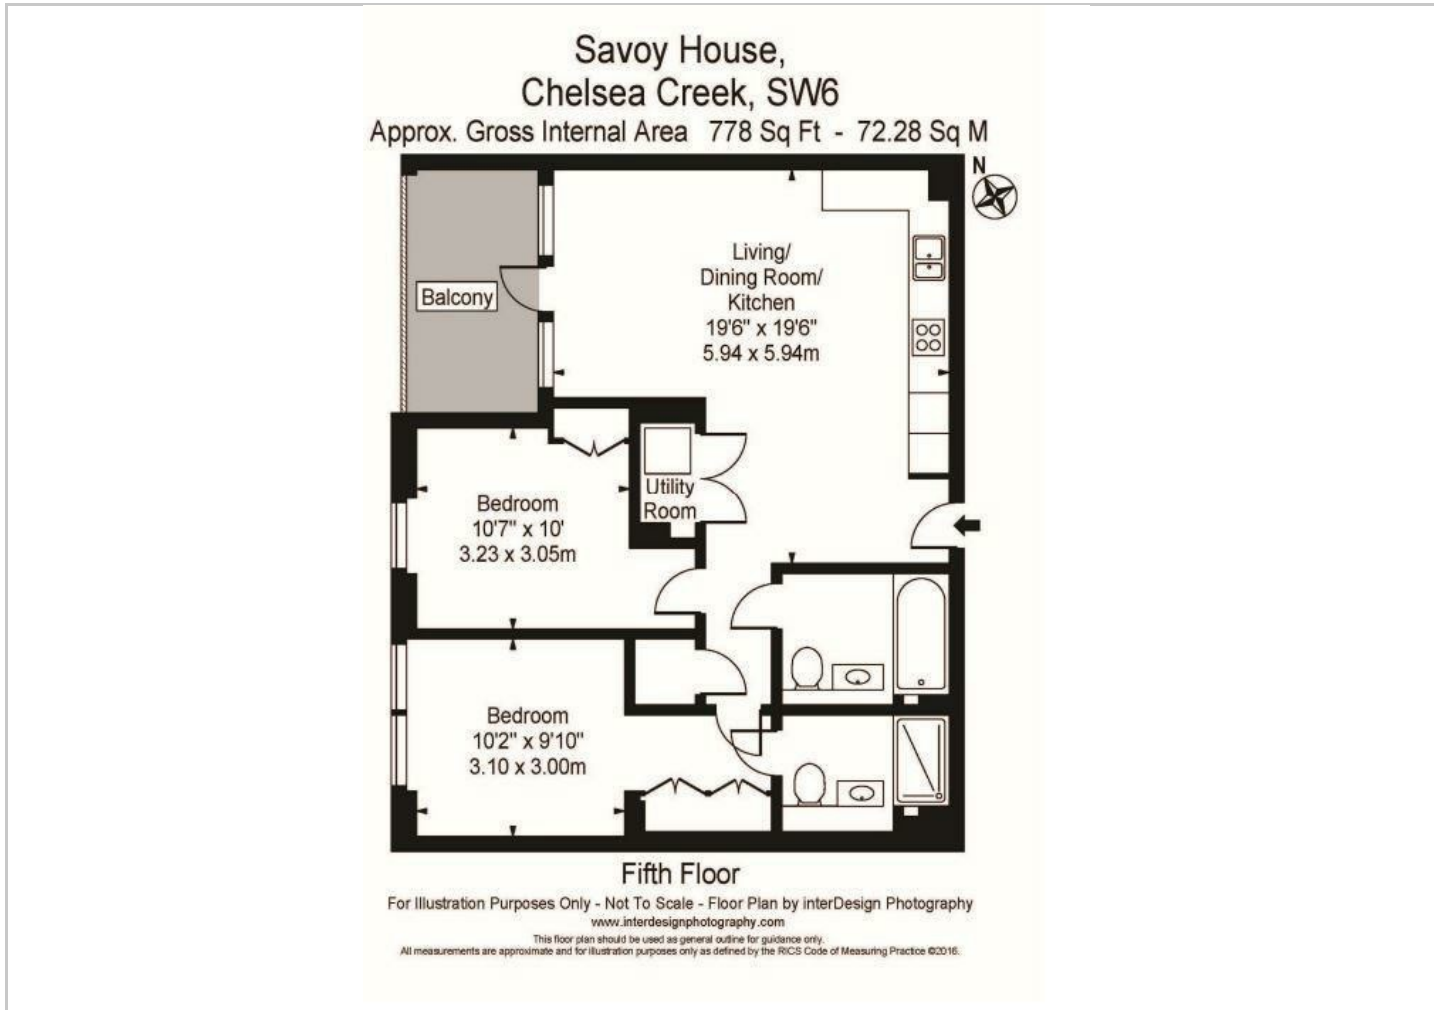 Savoy House,
Chelsea Creek, SW6
Approx. Gross Internal Area 778 Sq Ft - 72.28 Sq M
N
Living/
Dining Room/
Kitchen
19'6" x 19'6"
5.94 x 5.94m
Balcony
Utility
Room
Bedroom
10'7" x 10'
3.23 x 3.05m
Bedroom
10'2" x 9'10"
3.10 x 3.00m
Fifth Floor
For Illustration Purposes Only - Not To Scale - Floor Plan by interDesign Photography
www.interdesignphotography.com
This floor plan should be used as general outline for guidance only.
All measurements are approximate and for illustration purposes only as defined by the RICS Code of Measuring Practice ©2016.